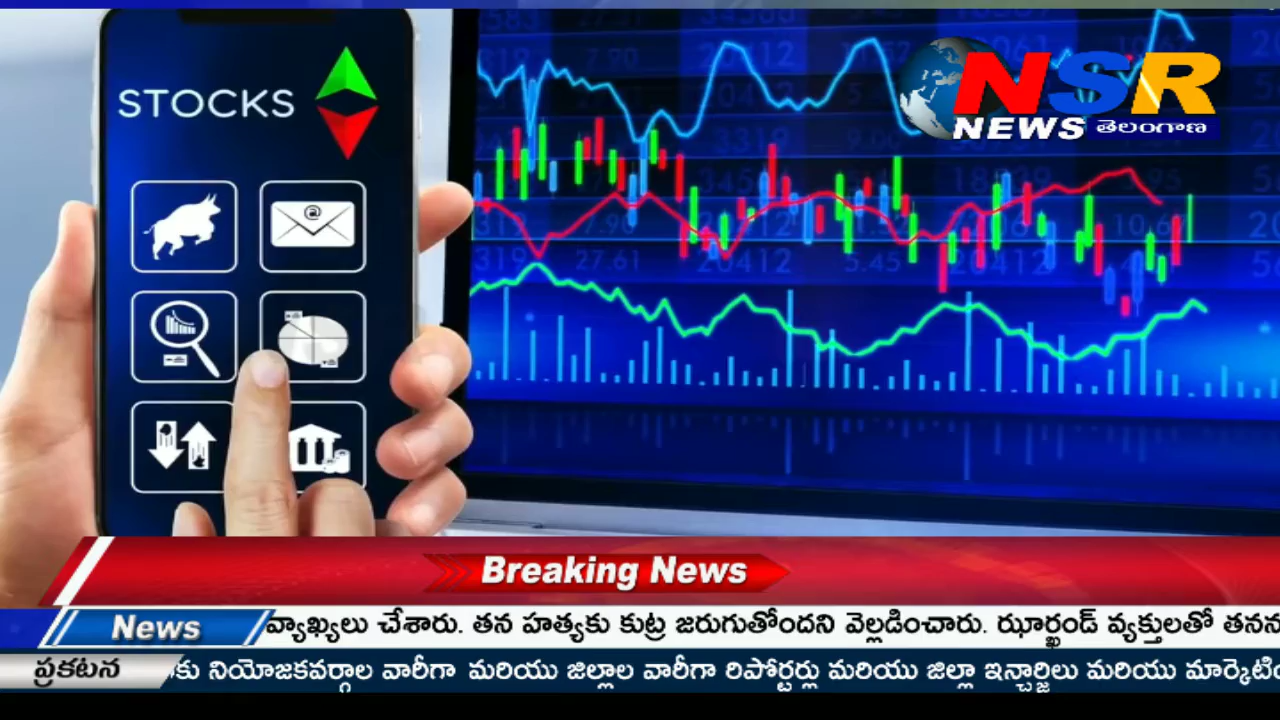 STOCKS
NSR
NEWS తెలంగాణ
Breaking News
News వ్యాఖ్యలు చేశారు. తన హత్యకు కుట్ర జరుగుతోందని వెల్లడించారు. ఝార్ఖండ్ వ్యక్తులతో తనను
ప్రకటన కు నియోజకవర్గాల వారీగా మరియు జిల్లాల వారీగా రిపోర్టర్లు మరియు జిల్లా ఇన్చార్జిలు మరియు